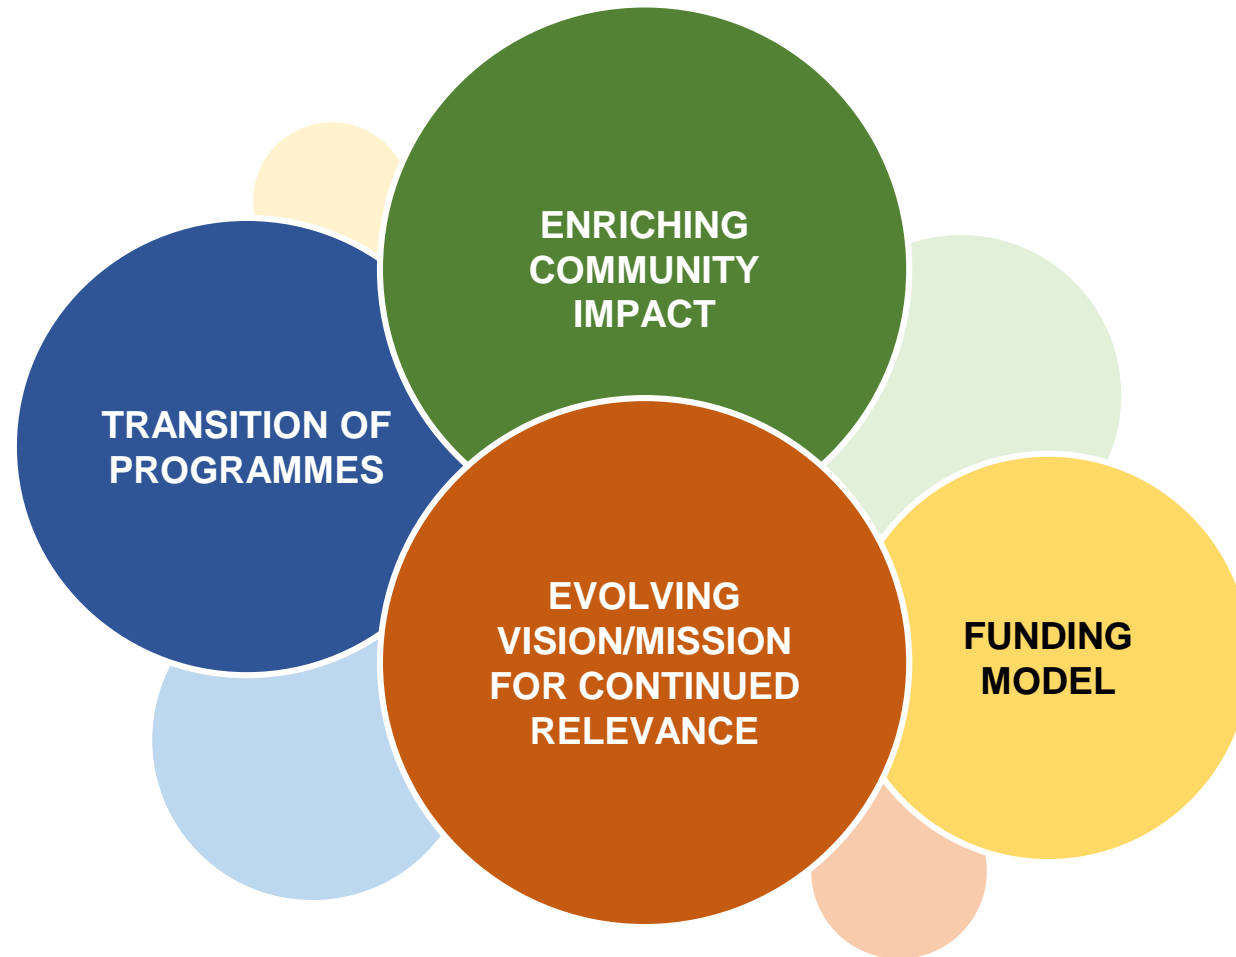 ENRICHING
COMMUNITY
IMPACT
TRANSITION OF
PROGRAMMES
EVOLVING
VISION/MISSION
FOR CONTINUED
RELEVANCE
FUNDING
MODEL